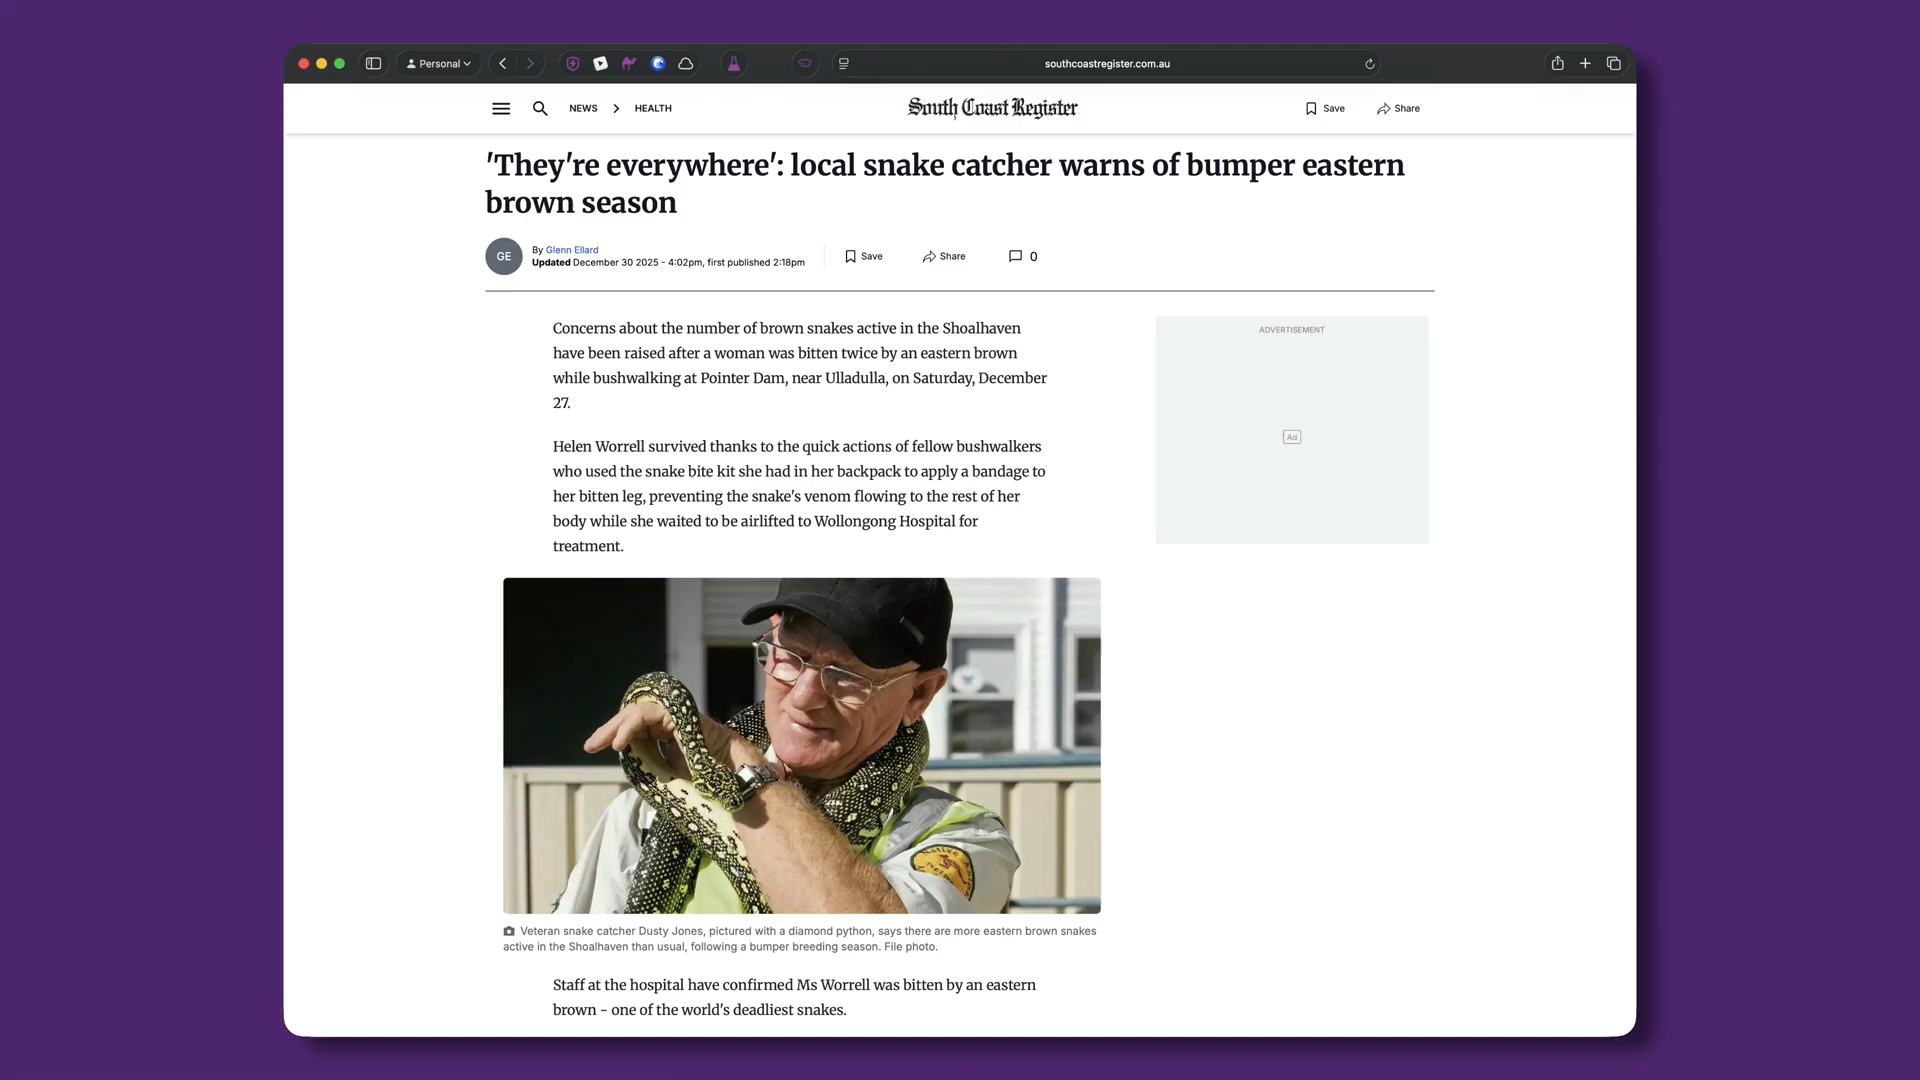 Personal
southcoastregister.com.au
NEWS > HEALTH
South Coast Register
Save
Share
'They're everywhere': local snake catcher warns of bumper eastern
brown season
GE
By Glenn Ellard
Updated December 30 2025 - 4:02pm, first published 2:18pm
Save
Share
0
Concerns about the number of brown snakes active in the Shoalhaven
have been raised after a woman was bitten twice by an eastern brown
while bushwalking at Pointer Dam, near Ulladulla, on Saturday, December
27.
Helen Worrell survived thanks to the quick actions of fellow bushwalkers
who used the snake bite kit she had in her backpack to apply a bandage to
her bitten leg, preventing the snake's venom flowing to the rest of her
body while she waited to be airlifted to Wollongong Hospital for
treatment.
ADVERTISEMENT
Ad
Veteran snake catcher Dusty Jones, pictured with a diamond python, says there are more eastern brown snakes
active in the Shoalhaven than usual, following a bumper breeding season. File photo.
Staff at the hospital have confirmed Ms Worrell was bitten by an eastern
brown - one of the world's deadliest snakes.